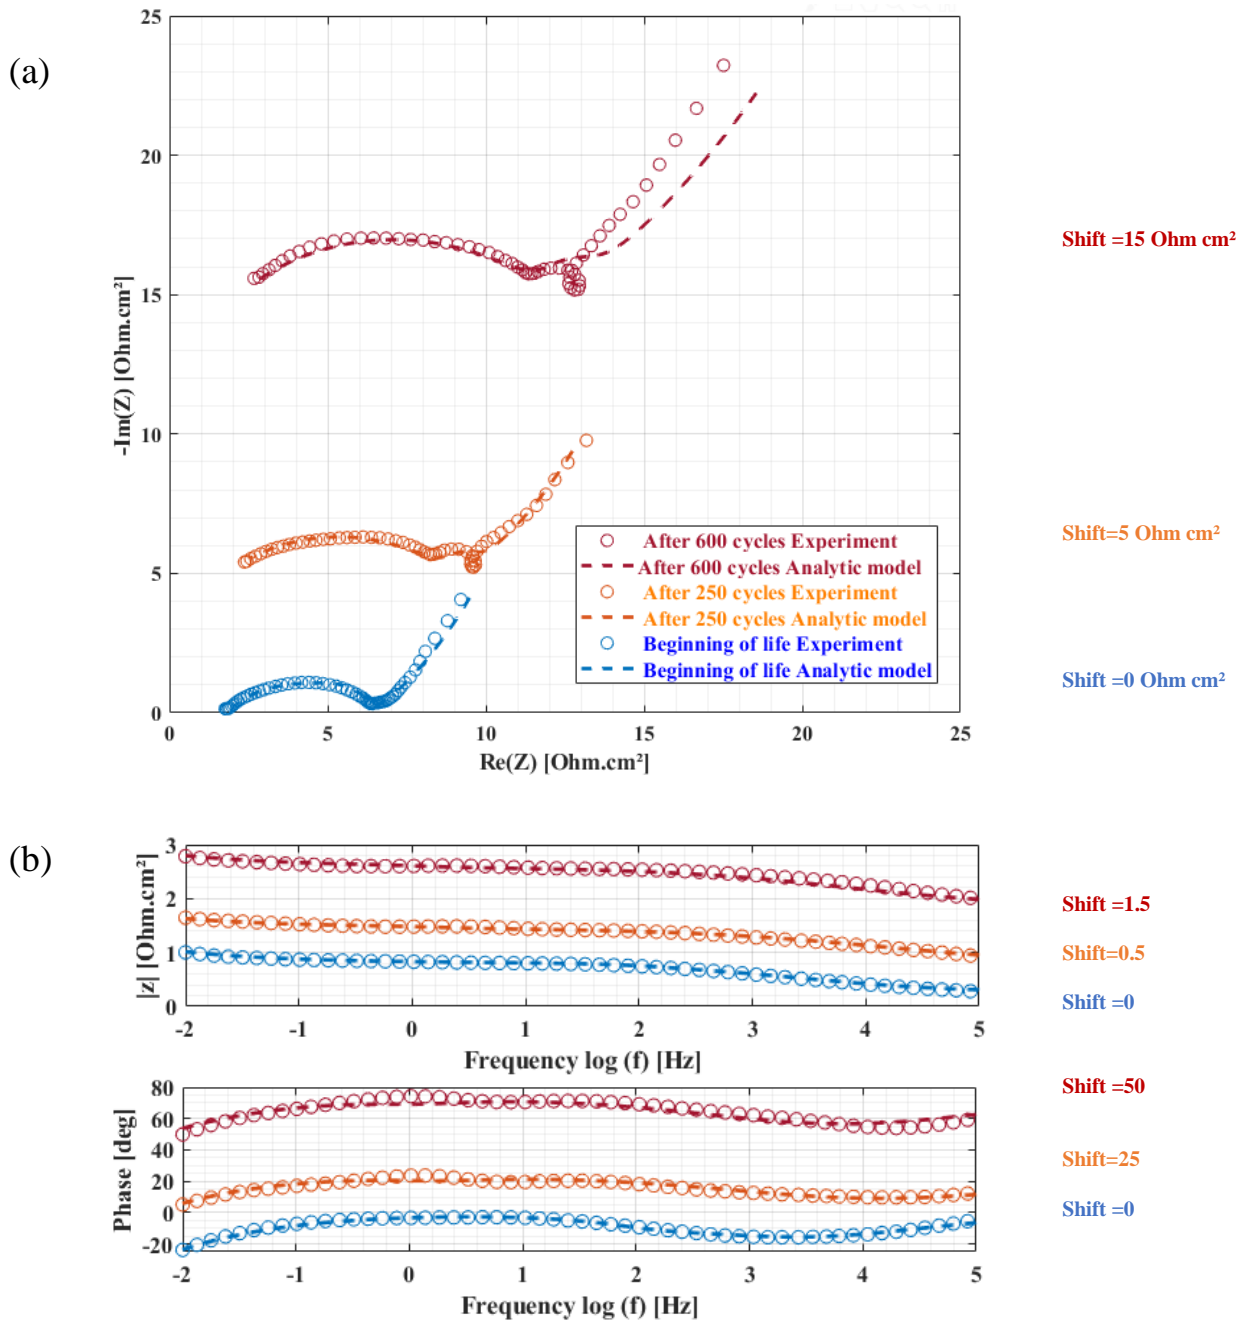 (a)
25
20
15
10
5
0
-Im(Z) [Ohm.cm²]
0 5 10 15 20 25
Re(Z) [Ohm.cm²]
After 600 cycles Experiment
After 600 cycles Analytic model
After 250 cycles Experiment
After 250 cycles Analytic model
Beginning of life Experiment
Beginning of life Analytic model
Shift =15 Ohm cm²
Shift=5 Ohm cm²
Shift =0 Ohm cm²
(b)
3
2
1
0
|z| [Ohm.cm²]
-2 -1 0 1 2 3 4 5
Frequency log (f) [Hz]
Shift =1.5
Shift=0.5
Shift =0
80
60
40
20
0
-20
Phase [deg]
-2 -1 0 1 2 3 4 5
Frequency log (f) [Hz]
Shift =50
Shift=25
Shift =0